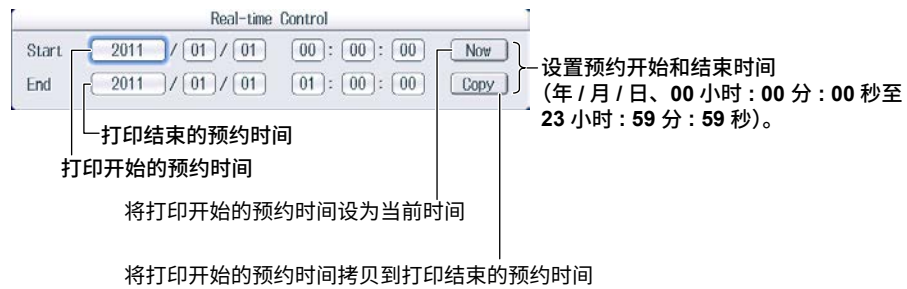 Real-time Control
Start 2011 / 01 / 01 00 : 00 : 00 Now
End 2011 / 01 / 01 01 : 00 : 00 Copy
设置预约开始和结束时间
（年 / 月 / 日、00 小时 : 00 分 : 00 秒至
23 小时 : 59 分 : 59 秒）。
打印结束的预约时间
打印开始的预约时间
将打印开始的预约时间设为当前时间
将打印开始的预约时间拷贝到打印结束的预约时间